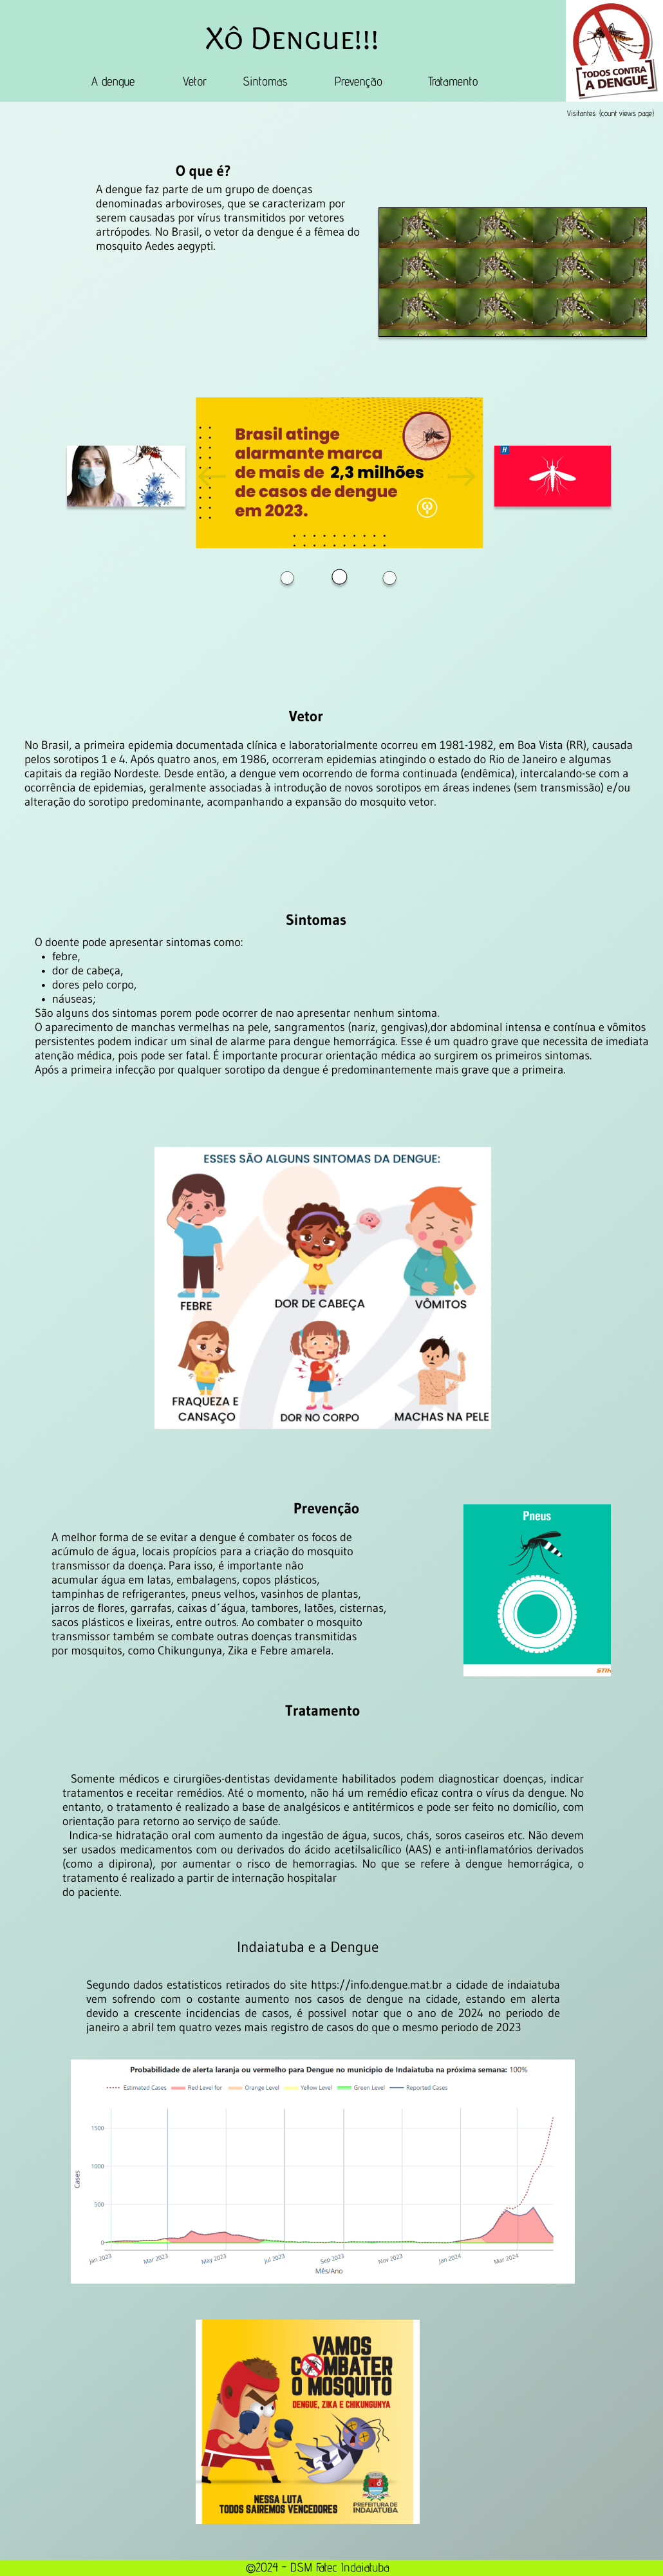 Xô Dengue!!!
A dengue Vetor Sintomas Prevenção Tratamento
TODOS CONTRA
A DENGUE
Visitantes: (count views page)
O que é?
A dengue faz parte de um grupo de doenças
denominadas arboviroses, que se caracterizam por
serem causadas por vírus transmitidos por vetores
artrópodes. No Brasil, o vetor da dengue é a fêmea do
mosquito Aedes aegypti.
Brasil atinge
alarmante marca
de mais de 2,3 milhões
de casos de dengue
em 2023.
H
Vetor
No Brasil, a primeira epidemia documentada clínica e laboratorialmente ocorreu em 1981-1982, em Boa Vista (RR), causada
pelos sorotipos 1 e 4. Após quatro anos, em 1986, ocorreram epidemias atingindo o estado do Rio de Janeiro e algumas
capitais da região Nordeste. Desde então, a dengue vem ocorrendo de forma continuada (endêmica), intercalando-se com a
ocorrência de epidemias, geralmente associadas à introdução de novos sorotipos em áreas indenes (sem transmissão) e/ou
alteração do sorotipo predominante, acompanhando a expansão do mosquito vetor.
Sintomas
O doente pode apresentar sintomas como:
• febre,
• dor de cabeça,
• dores pelo corpo,
• náuseas;
São alguns dos sintomas porem pode ocorrer de nao apresentar nenhum sintoma.
O aparecimento de manchas vermelhas na pele, sangramentos (nariz, gengivas),dor abdominal intensa e contínua e vômitos
persistentes podem indicar um sinal de alarme para dengue hemorrágica. Esse é um quadro grave que necessita de imediata
atenção médica, pois pode ser fatal. É importante procurar orientação médica ao surgirem os primeiros sintomas.
Após a primeira infecção por qualquer sorotipo da dengue é predominantemente mais grave que a primeira.
ESSES SÃO ALGUNS SINTOMAS DA DENGUE:
FEBRE
DOR DE CABEÇA
VÔMITOS
FRAQUEZA E
CANSAÇO
DOR NO CORPO
MACHAS NA PELE
Prevenção
A melhor forma de se evitar a dengue é combater os focos de
acúmulo de água, locais propícios para a criação do mosquito
transmissor da doença. Para isso, é importante não
acumular água em latas, embalagens, copos plásticos,
tampinhas de refrigerantes, pneus velhos, vasinhos de plantas,
jarros de flores, garrafas, caixas d´água, tambores, latões, cisternas,
sacos plásticos e lixeiras, entre outros. Ao combater o mosquito
transmissor também se combate outras doenças transmitidas
por mosquitos, como Chikungunya, Zika e Febre amarela.
Pneus
Tratamento
Somente médicos e cirurgiões-dentistas devidamente habilitados podem diagnosticar doenças, indicar
tratamentos e receitar remédios. Até o momento, não há um remédio eficaz contra o vírus da dengue. No
entanto, o tratamento é realizado a base de analgésicos e antitérmicos e pode ser feito no domicílio, com
orientação para retorno ao serviço de saúde.
Indica-se hidratação oral com aumento da ingestão de água, sucos, chás, soros caseiros etc. Não devem
ser usados medicamentos com ou derivados do ácido acetilsalicílico (AAS) e anti-inflamatórios derivados
(como a dipirona), por aumentar o risco de hemorragias. No que se refere à dengue hemorrágica, o
tratamento é realizado a partir de internação hospitalar
do paciente.
Indaiatuba e a Dengue
Segundo dados estatisticos retirados do site https://info.dengue.mat.br a cidade de indaiatuba
vem sofrendo com o costante aumento nos casos de dengue na cidade, estando em alerta
devido a crescente incidencias de casos, é possivel notar que o ano de 2024 no periodo de
janeiro a abril tem quatro vezes mais registro de casos do que o mesmo periodo de 2023
Probabilidade de alerta laranja ou vermelho para Dengue no município de Indaiatuba na próxima semana: 100%
Estimated Cases Red Level for Orange Level Yellow Level Green Level Reported Cases
1500
1000
500
0
Cases
Jan 2023 Mar 2023 May 2023 Jul 2023 Sep 2023 Nov 2023 Jan 2024 Mar 2024
Mês/Ano
VAMOS
COMBATER
O MOSQUITO
DENGUE, ZIKA E CHIKUNGUNYA
NESSA LUTA
TODOS SAIREMOS VENCEDORES
PREFEITURA DE
INDAIATUBA
©2024 - DSM Fatec Indaiatuba